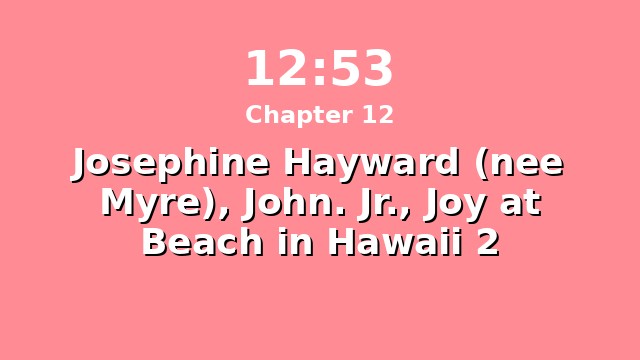 12:53
Chapter 12
Josephine Hayward (nee
Myre), John. Jr., Joy at
Beach in Hawaii 2